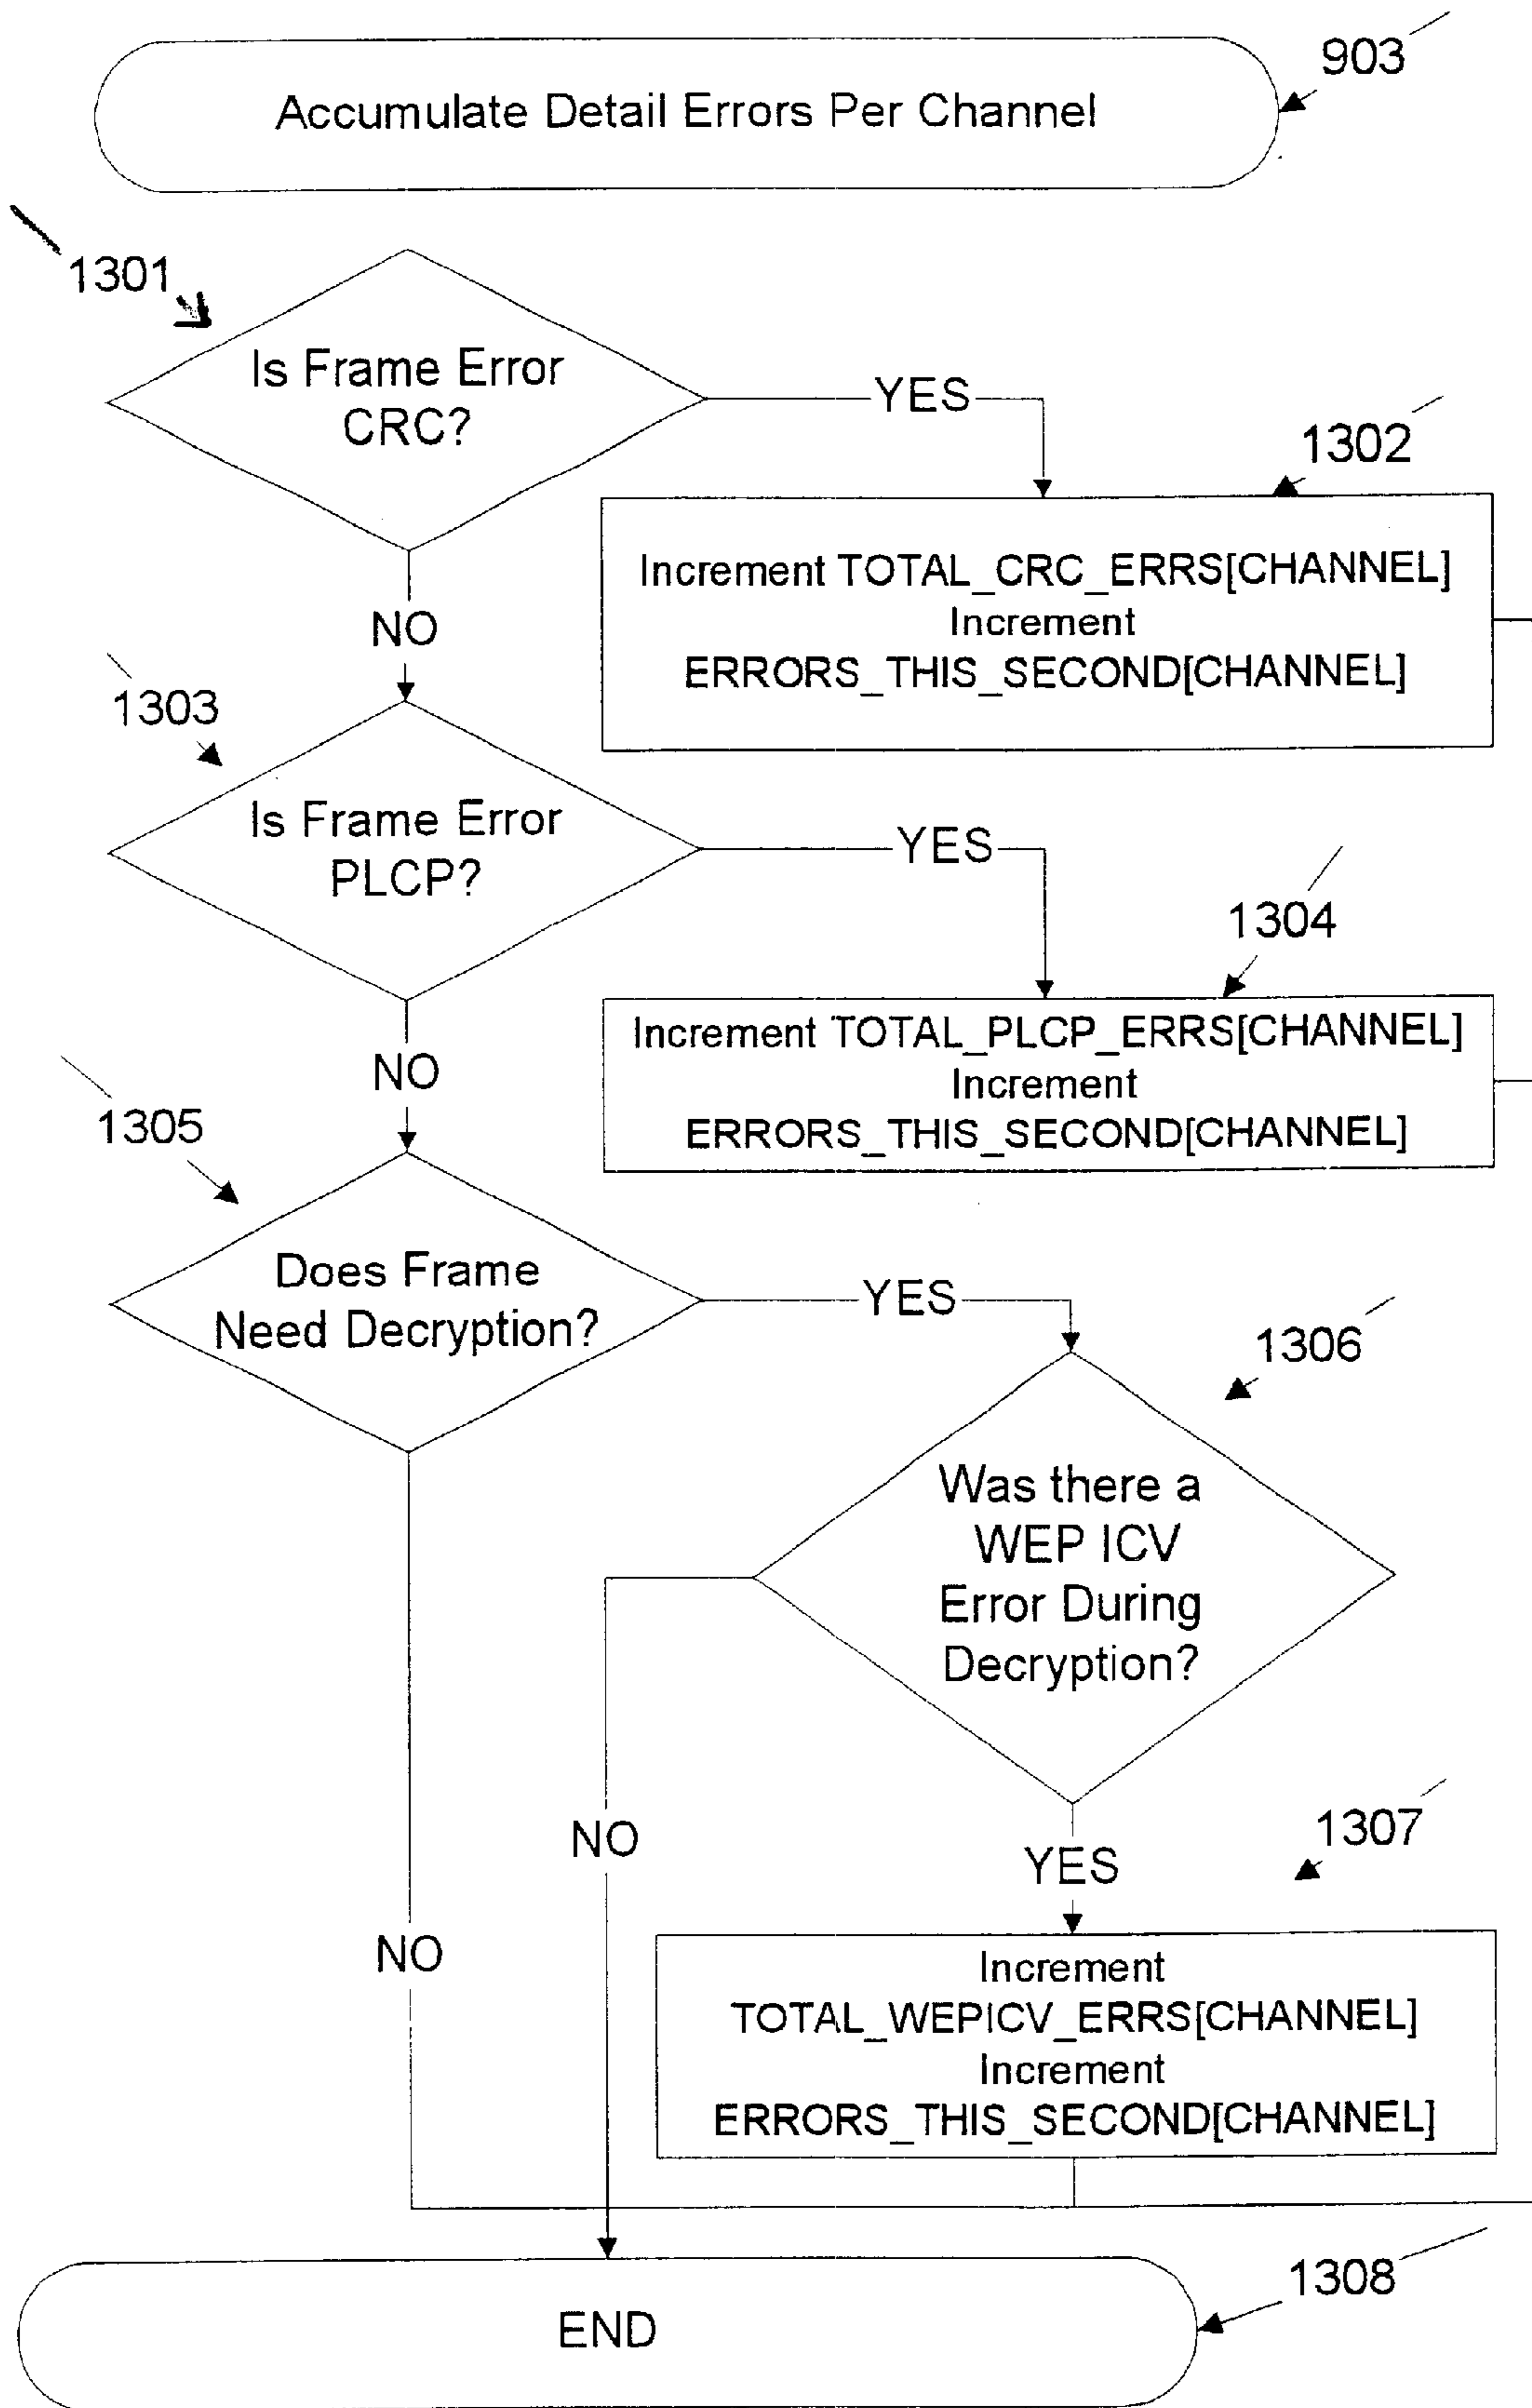 903
Accumulate Detail Errors Per Channel
1301
Is Frame Error
CRC?
YES
1302
Increment TOTAL_CRC_ERRS[CHANNEL]
Increment
ERRORS_THIS_SECOND[CHANNEL]
NO
1303
Is Frame Error
PLCP?
YES
1304
Increment TOTAL_PLCP_ERRS[CHANNEL]
Increment
ERRORS_THIS_SECOND[CHANNEL]
NO
1305
Does Frame
Need Decryption?
YES
1306
Was there a
WEP ICV
Error During
Decryption?
NO
YES
1307
NO
Increment
TOTAL_WEPICV_ERRS[CHANNEL]
Increment
ERRORS_THIS_SECOND[CHANNEL]
1308
END